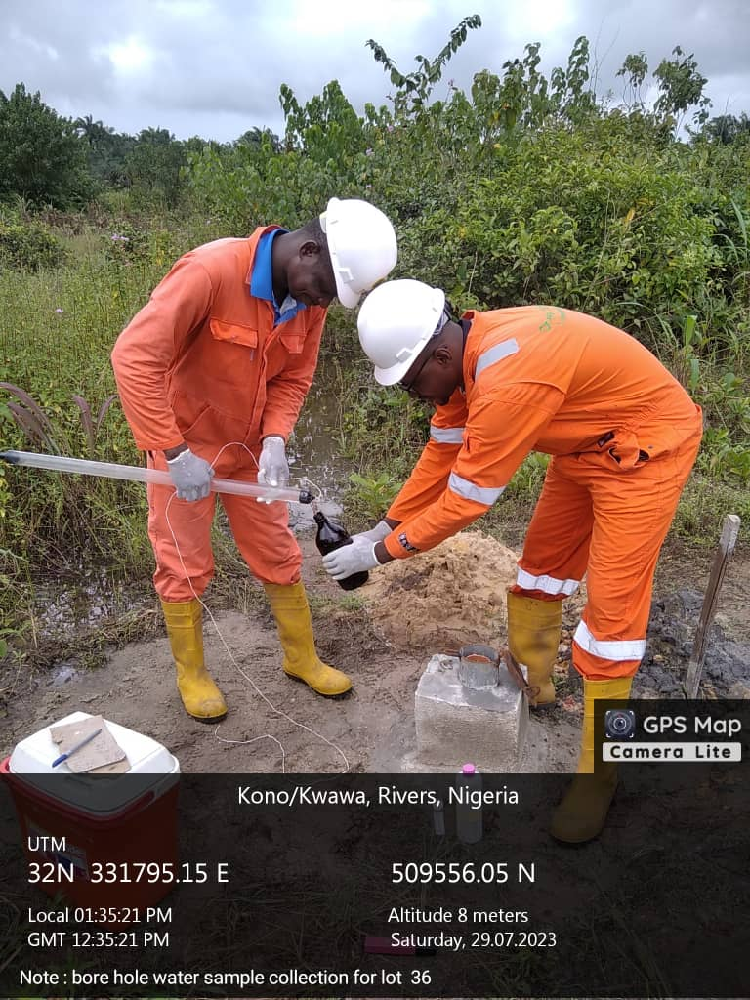 GPS Map
Camera Lite
Kono/Kwawa, Rivers, Nigeria
UTM
32N 331795.15 E
509556.05 N
Local 01:35:21 PM
GMT 12:35:21 PM
Altitude 8 meters
Saturday, 29.07.2023
Note : bore hole water sample collection for lot 36